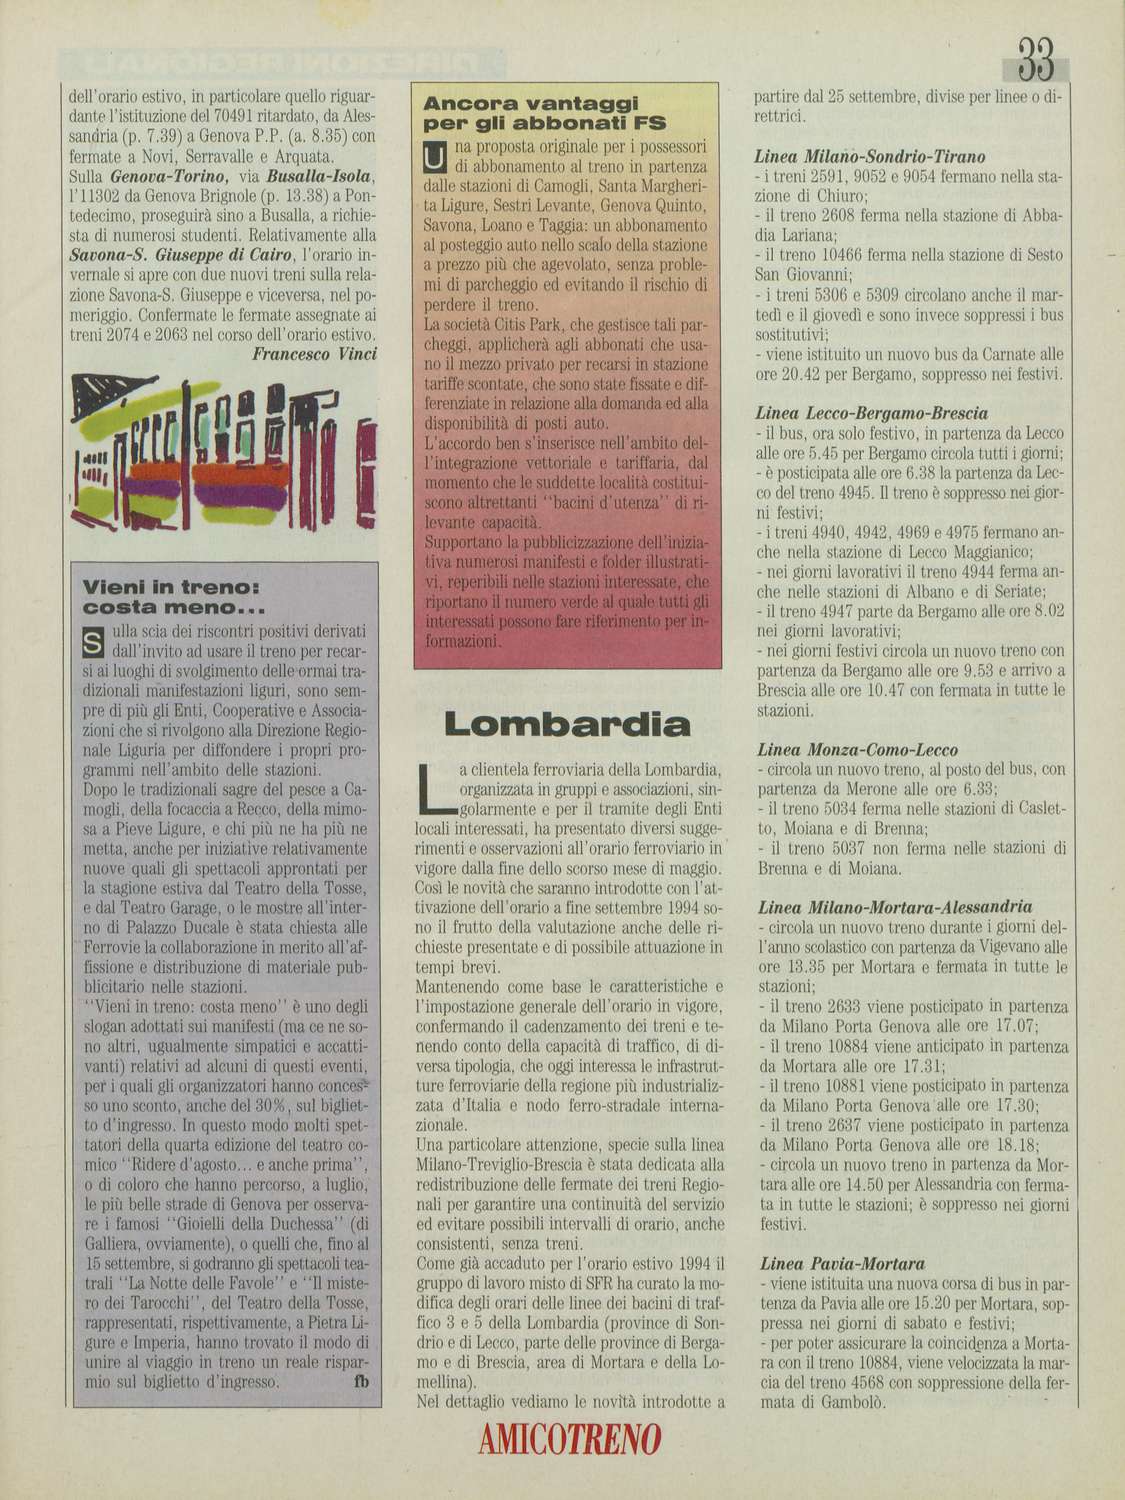 33
dell'orario estivo, in particolare quello riguar-
dante l'istituzione del 70491 ritardato, da Ales-
sandria (p. 7.39) a Genova P.P. (a. 8.35) con
fermate a Novi, Serravalle e Arquata.
Sulla Genova-Torino, via Busalla-Isola,
l'11302 da Genova Brignole (p. 13.38) a Pon-
tedecimo, proseguirà sino a Busalla, a richie-
sta di numerosi studenti. Relativamente alla
Savona-S. Giuseppe di Cairo, l'orario in-
vernale si apre con due nuovi treni sulla rela-
zione Savona-S. Giuseppe e viceversa, nel po-
meriggio. Confermate le fermate assegnate ai
treni 2074 e 2063 nel corso dell'orario estivo.
Francesco Vinci
Vieni in treno:
costa meno...
Sulla scia dei riscontri positivi derivati
dall'invito ad usare il treno per recar-
si ai luoghi di svolgimento delle ormai tra-
dizionali manifestazioni liguri, sono sem-
pre di più gli Enti, Cooperative e Associa-
zioni che si rivolgono alla Direzione Regio-
nale Liguria per diffondere i propri pro-
grammi nell'ambito delle stazioni.
Dopo le tradizionali sagre del pesce a Ca-
mogli, della focaccia a Recco, della mimo-
sa a Pieve Ligure, e chi più ne ha più ne
metta, anche per iniziative relativamente
nuove quali gli spettacoli approntati per
la stagione estiva dal Teatro della Tosse,
e dal Teatro Garage, o le mostre all'inter-
no di Palazzo Ducale è stata chiesta alle
Ferrovie la collaborazione in merito all'af-
fissione e distribuzione di materiale pub-
blicitario nelle stazioni.
"Vieni in treno: costa meno" è uno degli
slogan adottati sui manifesti (ma ce ne so-
no altri, ugualmente simpatici e accatti-
vanti) relativi ad alcuni di questi eventi,
per i quali gli organizzatori hanno conces-
so uno sconto, anche del 30%, sul bigliet-
to d'ingresso. In questo modo molti spet-
tatori della quarta edizione del teatro co-
mico "Ridere d'agosto... e anche prima",
o di coloro che hanno percorso, a luglio,
le più belle strade di Genova per osserva-
re i famosi "Gioielli della Duchessa" (di
Galliera, ovviamente), o quelli che, fino al
15 settembre, si godranno gli spettacoli tea-
trali "La Notte delle Favole" e "Il miste-
ro dei Tarocchi", del Teatro della Tosse,
rappresentati, rispettivamente, a Pietra Li-
gure e Imperia, hanno trovato il modo di
unire al viaggio in treno un reale rispar-
mio sul biglietto d'ingresso. fb
Ancora vantaggi
per gli abbonati FS
Una proposta originale per i possessori
di abbonamento al treno in partenza
dalle stazioni di Camogli, Santa Margheri-
ta Ligure, Sestri Levante, Genova Quinto,
Savona, Loano e Taggia: un abbonamento
al posteggio auto nello scalo della stazione
a prezzo più che agevolato, senza proble-
mi di parcheggio ed evitando il rischio di
perdere il treno.
La società Citis Park, che gestisce tali par-
cheggi, applicherà agli abbonati che usa-
no il mezzo privato per recarsi in stazione
tariffe scontate, che sono state fissate e dif-
ferenziate in relazione alla domanda ed alla
disponibilità di posti auto.
L'accordo ben s'inserisce nell'ambito del-
l'integrazione vettoriale e tariffaria, dal
momento che le suddette località costitui-
scono altrettanti "bacini d'utenza" di ri-
levante capacità.
Supportano la pubblicizzazione dell'inizia-
tiva numerosi manifesti e folder illustrati-
vi, reperibili nelle stazioni interessate, che
riportano il numero verde al quale tutti gli
interessati possono fare riferimento per in-
formazioni.
Lombardia
La clientela ferroviaria della Lombardia,
organizzata in gruppi e associazioni, sin-
golarmente e per il tramite degli Enti
locali interessati, ha presentato diversi sugge-
rimenti e osservazioni all'orario ferroviario in
vigore dalla fine dello scorso mese di maggio.
Così le novità che saranno introdotte con l'at-
tivazione dell'orario a fine settembre 1994 so-
no il frutto della valutazione anche delle ri-
chieste presentate e di possibile attuazione in
tempi brevi.
Mantenendo come base le caratteristiche e
l'impostazione generale dell'orario in vigore,
confermando il cadenzamento dei treni e te-
nendo conto della capacità di traffico, di di-
versa tipologia, che oggi interessa le infrastrut-
ture ferroviarie della regione più industrializ-
zata d'Italia e nodo ferro-stradale interna-
zionale.
Una particolare attenzione, specie sulla linea
Milano-Treviglio-Brescia è stata dedicata alla
redistribuzione delle fermate dei treni Regio-
nali per garantire una continuità del servizio
ed evitare possibili intervalli di orario, anche
consistenti, senza treni.
Come già accaduto per l'orario estivo 1994 il
gruppo di lavoro misto di SFR ha curato la mo-
difica degli orari delle linee dei bacini di traf-
fico 3 e 5 della Lombardia (province di Son-
drio e di Lecco, parte delle province di Berga-
mo e di Brescia, area di Mortara e della Lo-
mellina).
Nel dettaglio vediamo le novità introdotte a
partire dal 25 settembre, divise per linee o di-
rettrici.
Linea Milano-Sondrio-Tirano
- i treni 2591, 9052 e 9054 fermano nella sta-
zione di Chiuro;
- il treno 2608 ferma nella stazione di Abba-
dia Lariana;
- il treno 10466 ferma nella stazione di Sesto
San Giovanni;
- i treni 5306 e 5309 circolano anche il mar-
tedì e il giovedì e sono invece soppressi i bus
sostitutivi;
- viene istituito un nuovo bus da Carnate alle
ore 20.42 per Bergamo, soppresso nei festivi.
Linea Lecco-Bergamo-Brescia
- il bus, ora solo festivo, in partenza da Lecco
alle ore 5.45 per Bergamo circola tutti i giorni;
- è posticipata alle ore 6.38 la partenza da Lec-
co del treno 4945. Il treno è soppresso nei gior-
ni festivi;
- i treni 4940, 4942, 4969 e 4975 fermano an-
che nella stazione di Lecco Maggianico;
- nei giorni lavorativi il treno 4944 ferma an-
che nelle stazioni di Albano e di Seriate;
- il treno 4947 parte da Bergamo alle ore 8.02
nei giorni lavorativi;
- nei giorni festivi circola un nuovo treno con
partenza da Bergamo alle ore 9.53 e arrivo a
Brescia alle ore 10.47 con fermata in tutte le
stazioni.
Linea Monza-Como-Lecco
- circola un nuovo treno, al posto del bus, con
partenza da Merone alle ore 6.33;
- il treno 5034 ferma nelle stazioni di Caslet-
to, Moiana e di Brenna;
- il treno 5037 non ferma nelle stazioni di
Brenna e di Moiana.
Linea Milano-Mortara-Alessandria
- circola un nuovo treno durante i giorni del-
l'anno scolastico con partenza da Vigevano alle
ore 13.35 per Mortara e fermata in tutte le
stazioni;
- il treno 2633 viene posticipato in partenza
da Milano Porta Genova alle ore 17.07;
- il treno 10884 viene anticipato in partenza
da Mortara alle ore 17.31;
- il treno 10881 viene posticipato in partenza
da Milano Porta Genova alle ore 17.30;
- il treno 2637 viene posticipato in partenza
da Milano Porta Genova alle ore 18.18;
- circola un nuovo treno in partenza da Mor-
tara alle ore 14.50 per Alessandria con ferma-
ta in tutte le stazioni; è soppresso nei giorni
festivi.
Linea Pavia-Mortara
- viene istituita una nuova corsa di bus in par-
tenza da Pavia alle ore 15.20 per Mortara, sop-
pressa nei giorni di sabato e festivi;
- per poter assicurare la coincidenza a Morta-
ra con il treno 10884, viene velocizzata la mar-
cia del treno 4568 con soppressione della fer-
mata di Gambolò.
AMICOTRENO